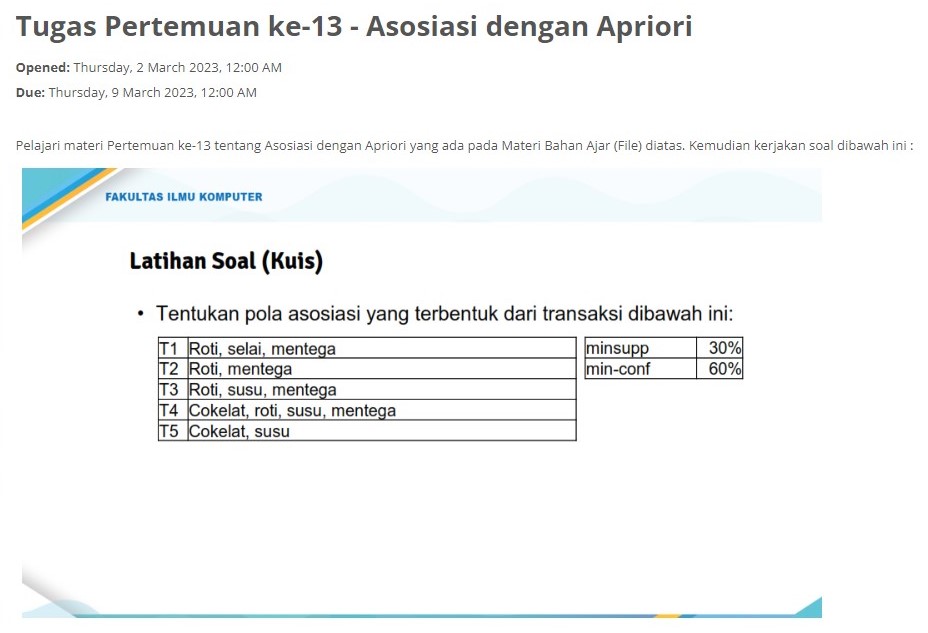 Tugas Pertemuan ke-13 - Asosiasi dengan Apriori
Opened: Thursday, 2 March 2023, 12:00 AM
Due: Thursday, 9 March 2023, 12:00 AM
Pelajari materi Pertemuan ke-13 tentang Asosiasi dengan Apriori yang ada pada Materi Bahan Ajar (File) diatas. Kemudian kerjakan soal dibawah ini :
FAKULTAS ILMU KOMPUTER
Latihan Soal (Kuis)
• Tentukan pola asosiasi yang terbentuk dari transaksi dibawah ini:
T1 Roti, selai, mentega
T2 Roti, mentega
T3 Roti, susu, mentega
T4 Cokelat, roti, susu, mentega
T5 Cokelat, susu
minsupp 30%
min-conf 60%